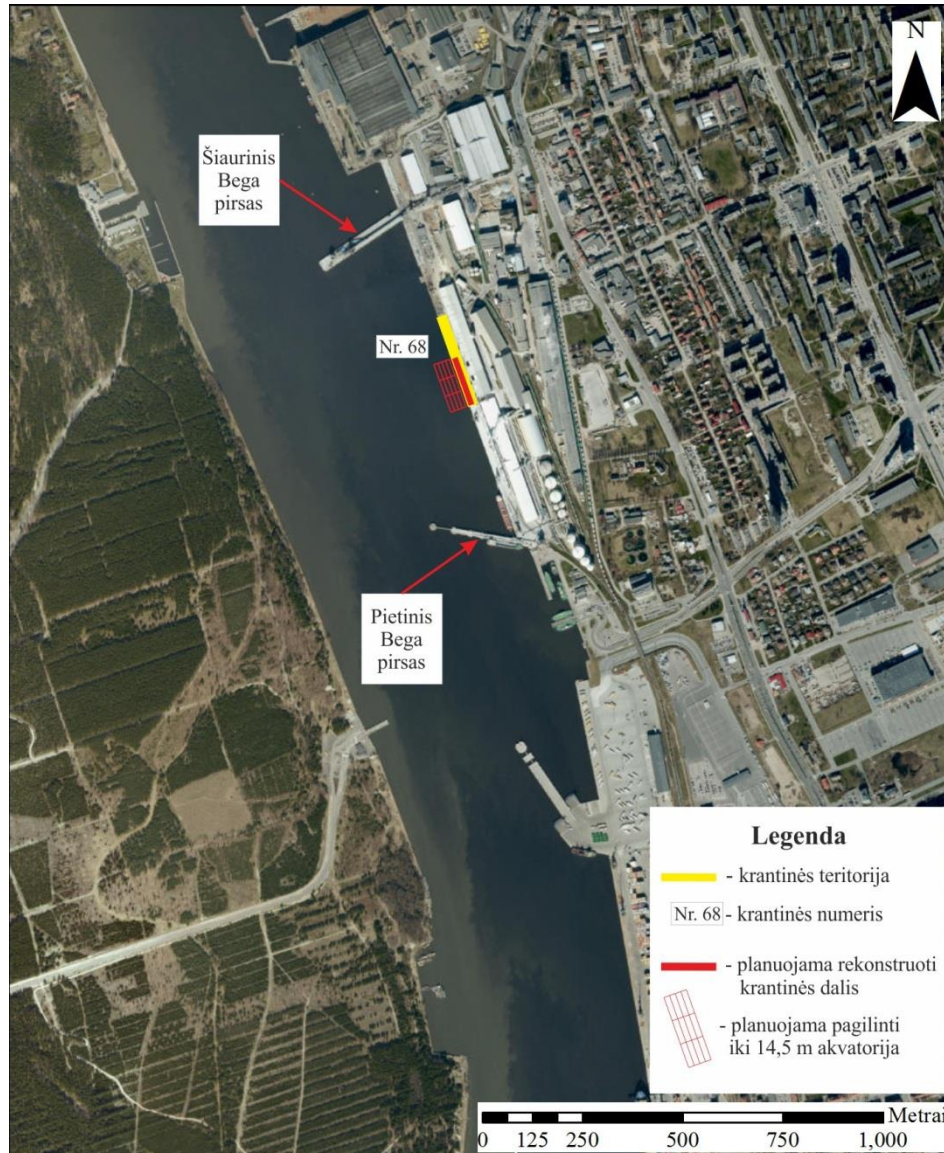 N
Šiaurinis
Bega
pirsas
Nr. 68
Pietinis
Bega
pirsas
Legenda
- krantinės teritorija
Nr. 68 - krantinės numeris
- planuojama rekonstruoti
krantinės dalis
- planuojama pagilinti
iki 14,5 m akvatorija
Metrai
0 125 250 500 750 1,000